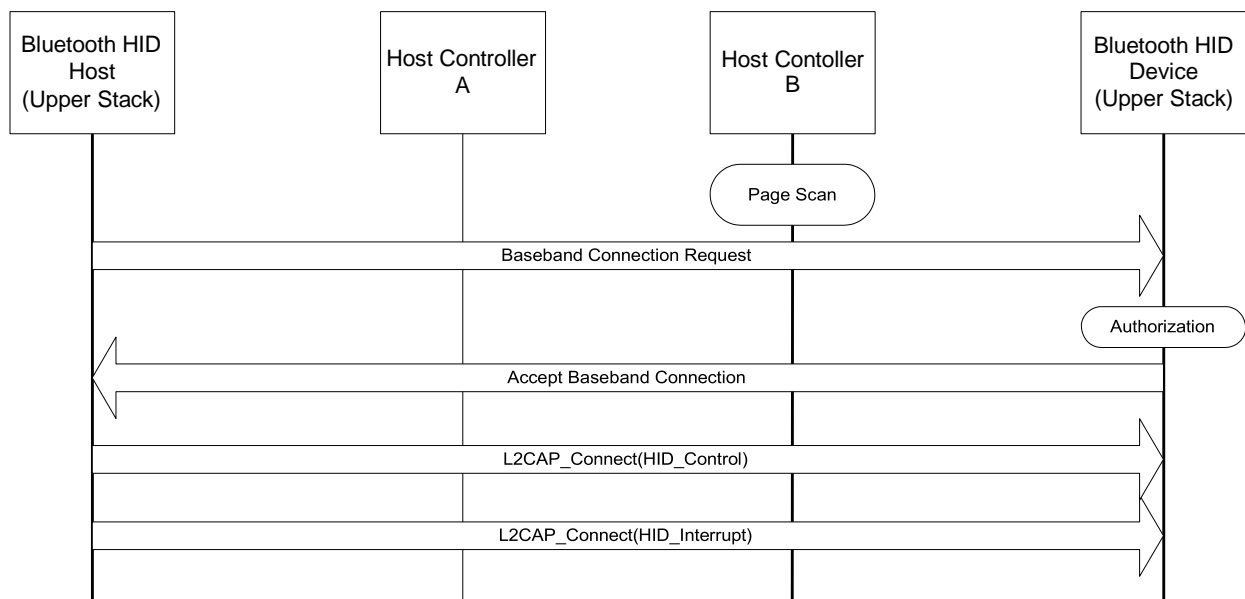 Bluetooth HID
Host
(Upper Stack)
Host Controller
A
Host Contoller
B
Bluetooth HID
Device
(Upper Stack)
Page Scan
Baseband Connection Request
Authorization
Accept Baseband Connection
L2CAP_Connect(HID_Control)
L2CAP_Connect(HID_Interrupt)